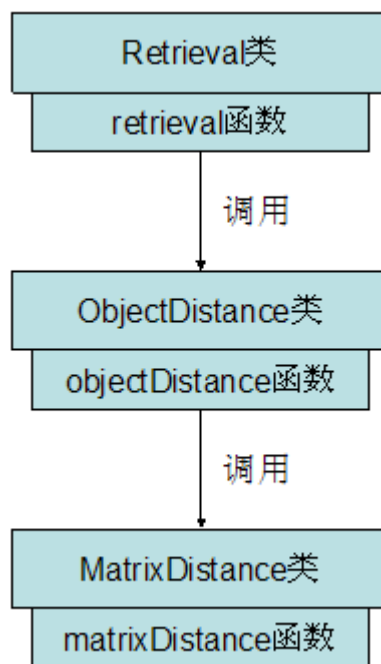 Retrieval类
retrieval函数
调用
ObjectDistance类
objectDistance函数
调用
MatrixDistance类
matrixDistance函数